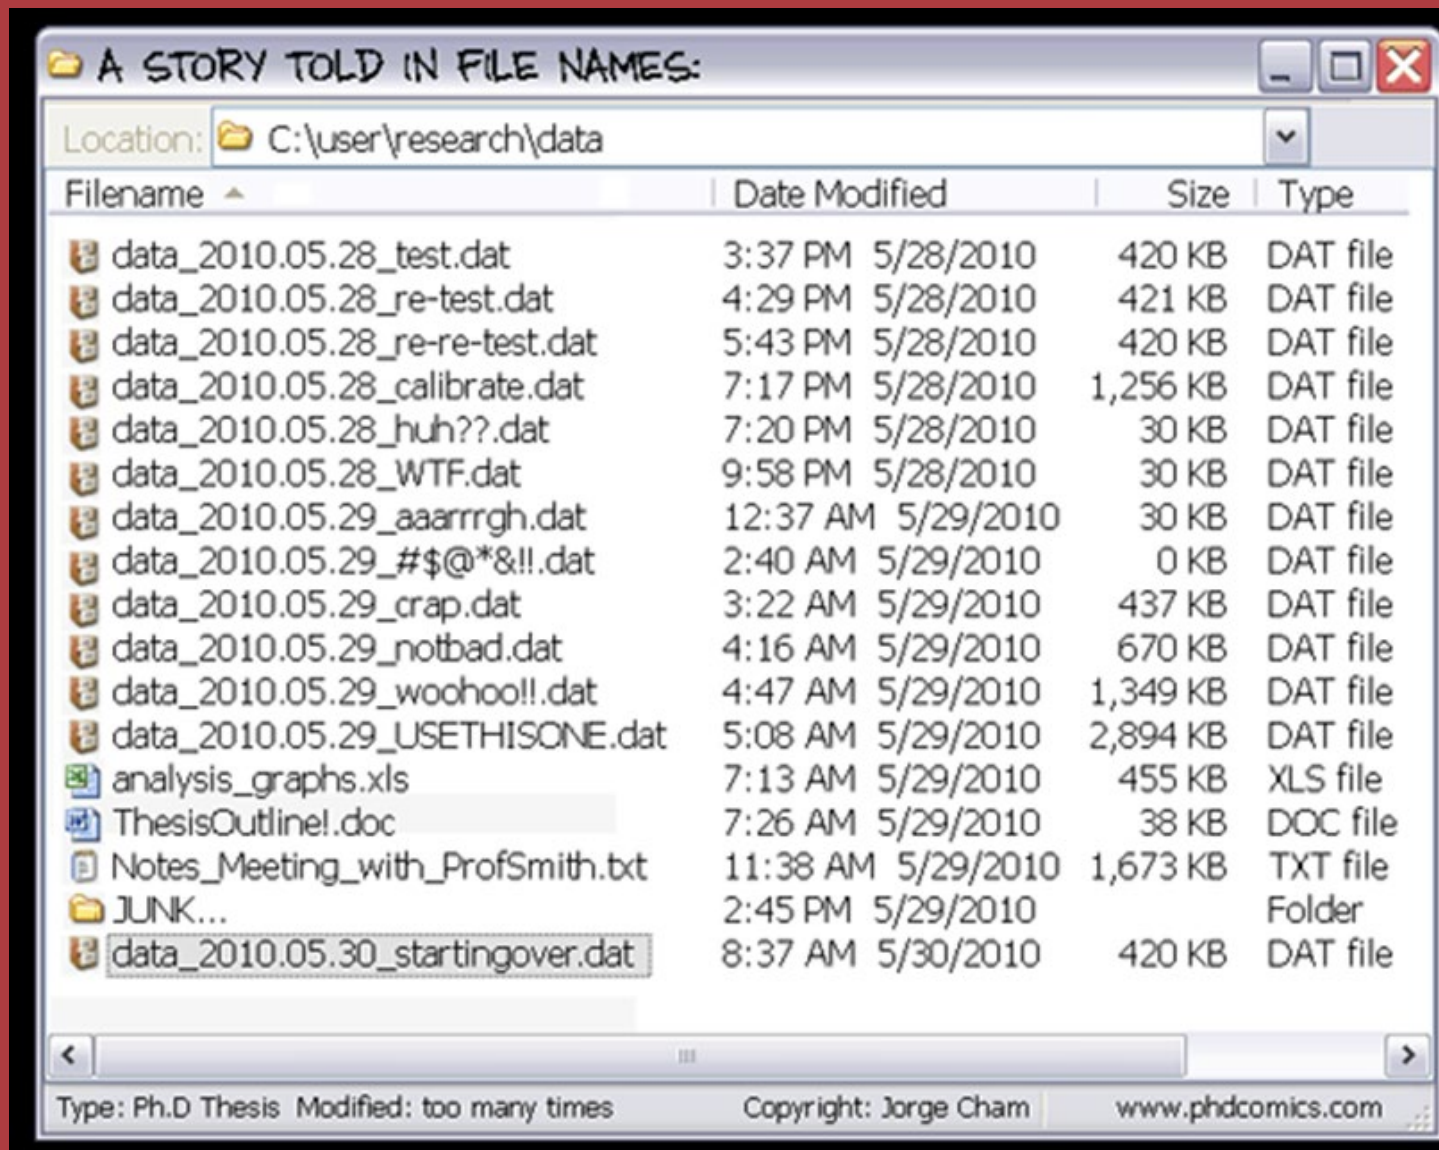 A STORY TOLD IN FILE NAMES:
Location: C:\user\research\data
Filename Date Modified Size Type
data_2010.05.28_test.dat 3:37 PM 5/28/2010 420 KB DAT file
data_2010.05.28_re-test.dat 4:29 PM 5/28/2010 421 KB DAT file
data_2010.05.28_re-re-test.dat 5:43 PM 5/28/2010 420 KB DAT file
data_2010.05.28_calibrate.dat 7:17 PM 5/28/2010 1,256 KB DAT file
data_2010.05.28_huh??.dat 7:20 PM 5/28/2010 30 KB DAT file
data_2010.05.28_WTF.dat 9:58 PM 5/28/2010 30 KB DAT file
data_2010.05.29_aaarrrgh.dat 12:37 AM 5/29/2010 30 KB DAT file
data_2010.05.29_#$@*&!!.dat 2:40 AM 5/29/2010 0 KB DAT file
data_2010.05.29_crap.dat 3:22 AM 5/29/2010 437 KB DAT file
data_2010.05.29_notbad.dat 4:16 AM 5/29/2010 670 KB DAT file
data_2010.05.29_woohoo!!.dat 4:47 AM 5/29/2010 1,349 KB DAT file
data_2010.05.29_USETHISONE.dat 5:08 AM 5/29/2010 2,894 KB DAT file
analysis_graphs.xls 7:13 AM 5/29/2010 455 KB XLS file
ThesisOutline!.doc 7:26 AM 5/29/2010 38 KB DOC file
Notes_Meeting_with_ProfSmith.txt 11:38 AM 5/29/2010 1,673 KB TXT file
JUNK... 2:45 PM 5/29/2010 Folder
data_2010.05.30_startingover.dat 8:37 AM 5/30/2010 420 KB DAT file
Type: Ph.D Thesis Modified: too many times Copyright: Jorge Cham www.phdcomics.com